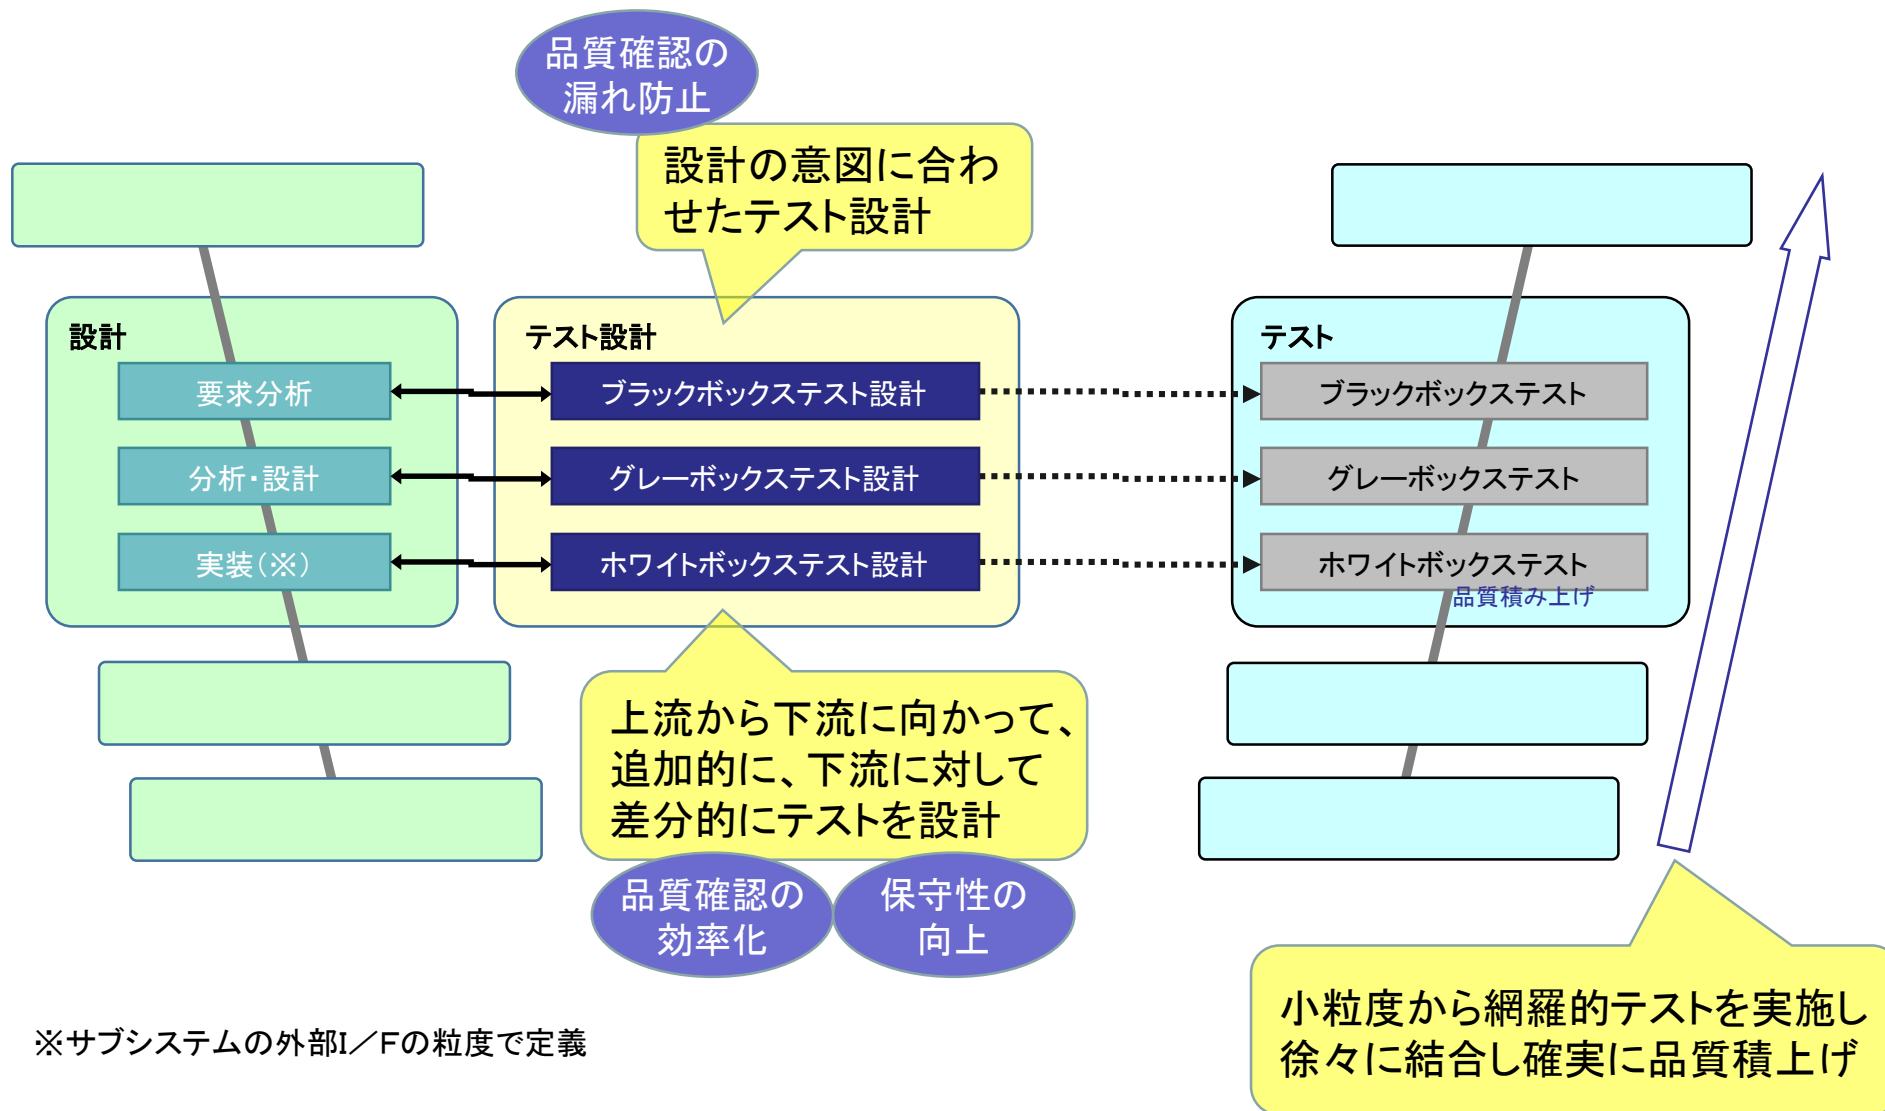 品質確認の
漏れ防止
設計の意図に合わ
せたテスト設計
設計
要求分析
分析・設計
実装(※)
テスト設計
ブラックボックステスト設計
グレーボックステスト設計
ホワイトボックステスト設計
テスト
ブラックボックステスト
グレーボックステスト
ホワイトボックステスト
品質積み上げ
上流から下流に向かって、
追加的に、下流に対して
差分的にテストを設計
品質確認の
効率化
保守性の
向上
小粒度から網羅的テストを実施し
徐々に結合し確実に品質積上げ
※サブシステムの外部I/Fの粒度で定義